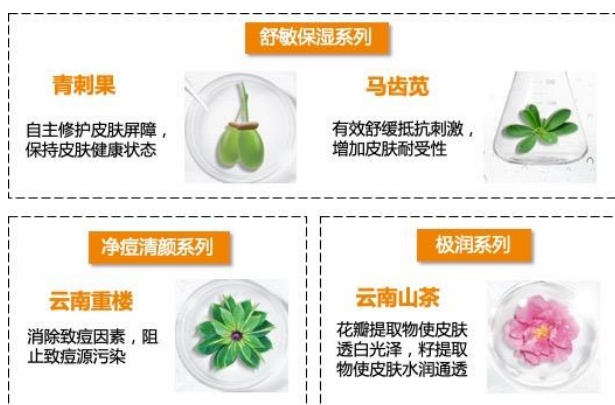 舒敏保湿系列
青刺果
自主修护皮肤屏障，
保持皮肤健康状态
马齿苋
有效舒缓抵抗刺激，
增加皮肤耐受性
净痘清颜系列
云南重楼
消除致痘因素，阻
止致痘源污染
极润系列
云南山茶
花瓣提取物使皮肤
透白光泽，籽提取
物使皮肤水润通透